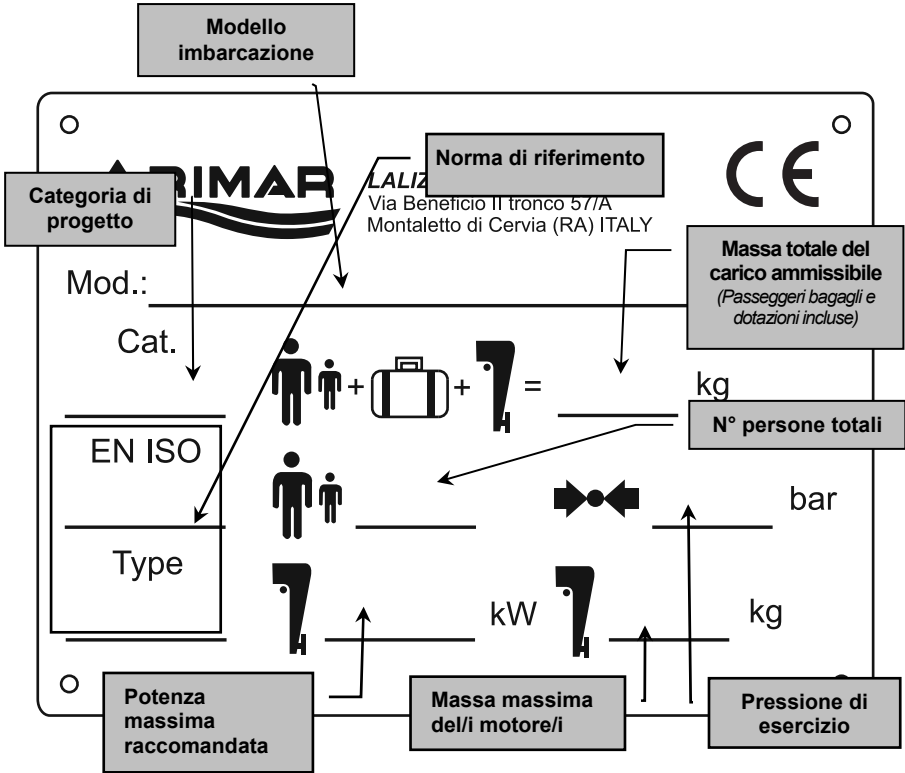 Modello
imbarcazione
RIMAR
Norma di riferimento
CE
Categoria di
progetto
Via Beneficio II tronco 57/A
Montaletto di Cervia (RA) ITALY
Massa totale del
carico ammissibile
(Passeggeri bagagli e
dotazioni incluse)
Mod.:
Cat.
+ + = kg
N° persone totali
EN ISO
bar
Type
kW
kg
Potenza
massima
raccomandata
Massa massima
del/i motore/i
Pressione di
esercizio